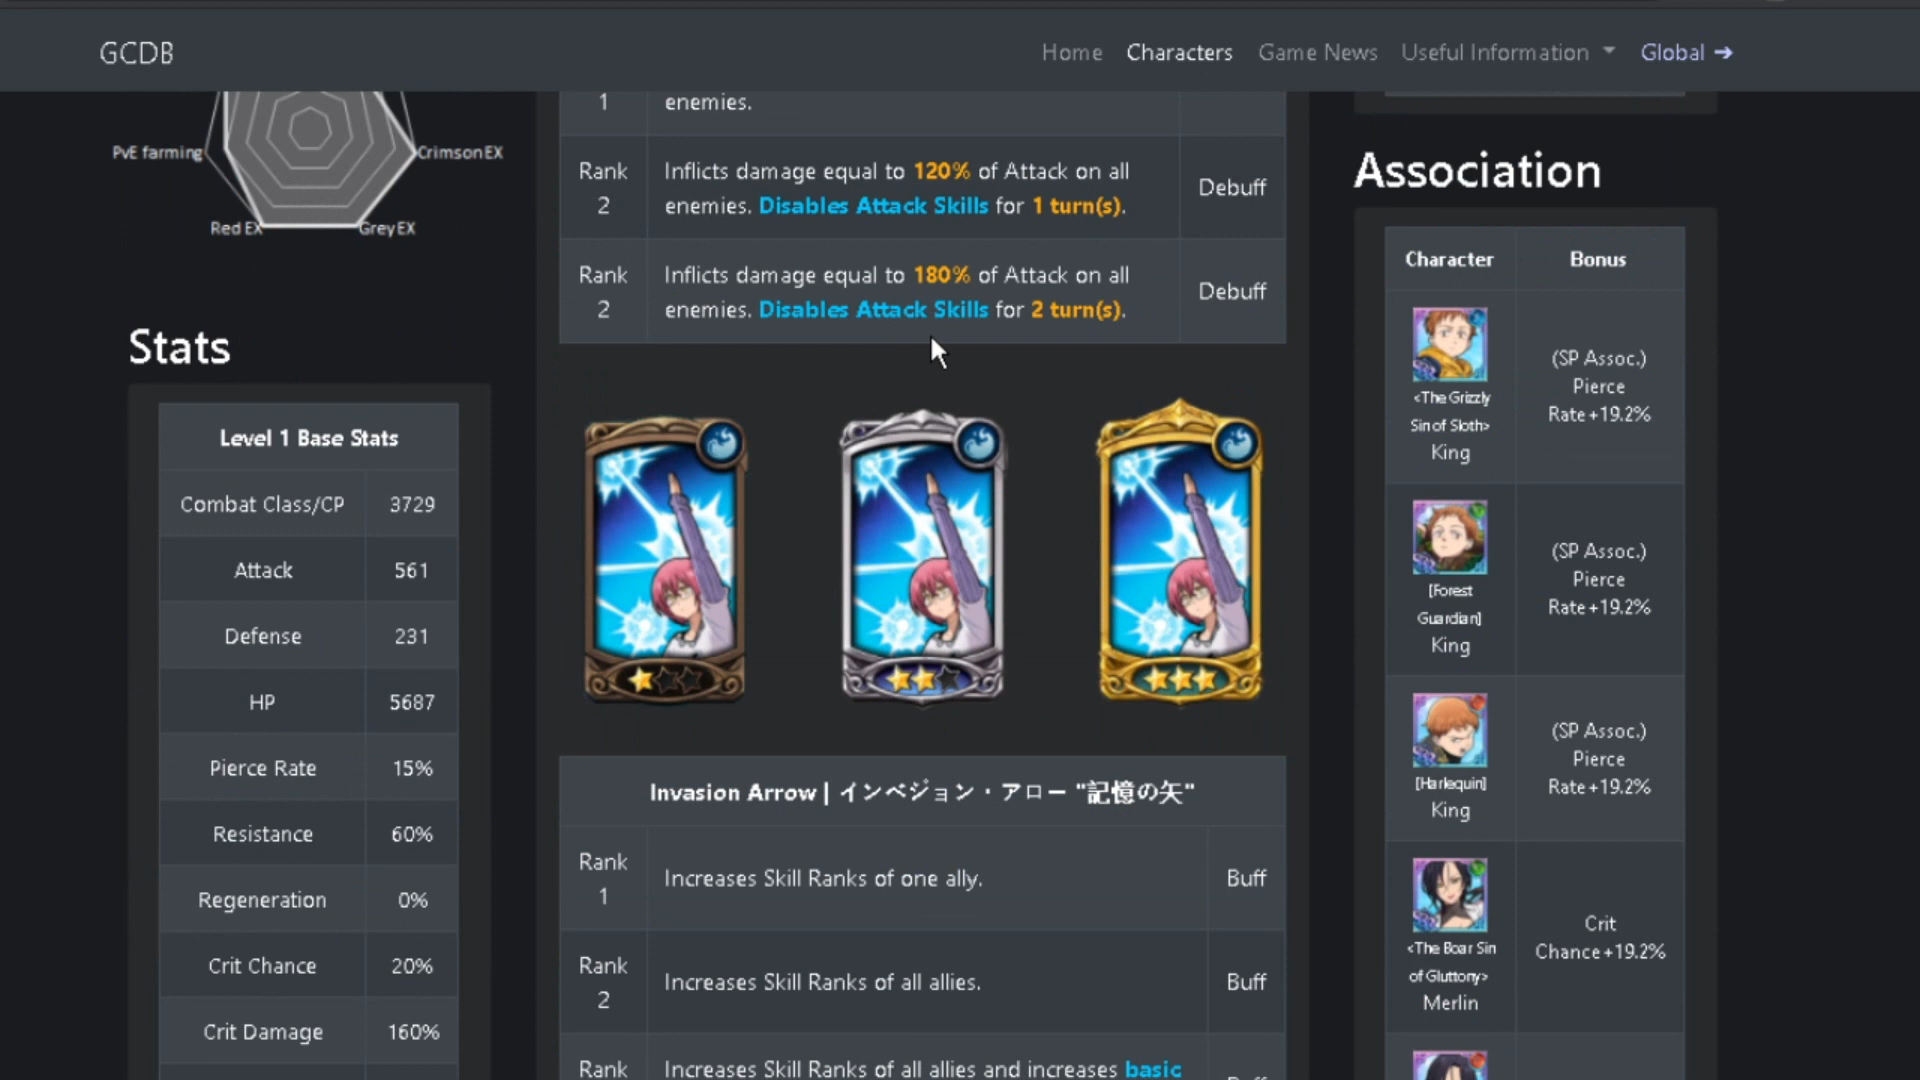 GCDB
Home Characters Game News Useful Information Global →
PvE farming
Crimson EX
Red EX
Grey EX
Stats
Level 1 Base Stats
Combat Class/CP 3729
Attack 561
Defense 231
HP 5687
Pierce Rate 15%
Resistance 60%
Regeneration 0%
Crit Chance 20%
Crit Damage 160%
1
enemies.
Rank
2
Inflicts damage equal to 120% of Attack on all
enemies. Disables Attack Skills for 1 turn(s).
Debuff
Rank
2
Inflicts damage equal to 180% of Attack on all
enemies. Disables Attack Skills for 2 turn(s).
Debuff
Invasion Arrow | インベジョン・アロー "記憶の矢"
Rank
1
Increases Skill Ranks of one ally.
Buff
Rank
2
Increases Skill Ranks of all allies.
Buff
Rank
Increases Skill Ranks of all allies and increases basic
Buff
Association
Character Bonus
<The Grizzly
Sin of Sloth>
King
(SP Assoc.)
Pierce
Rate +19.2%
[Forest
Guardian]
King
(SP Assoc.)
Pierce
Rate +19.2%
[Harlequin]
King
(SP Assoc.)
Pierce
Rate +19.2%
<The Boar Sin
of Gluttony>
Merlin
Crit
Chance +19.2%